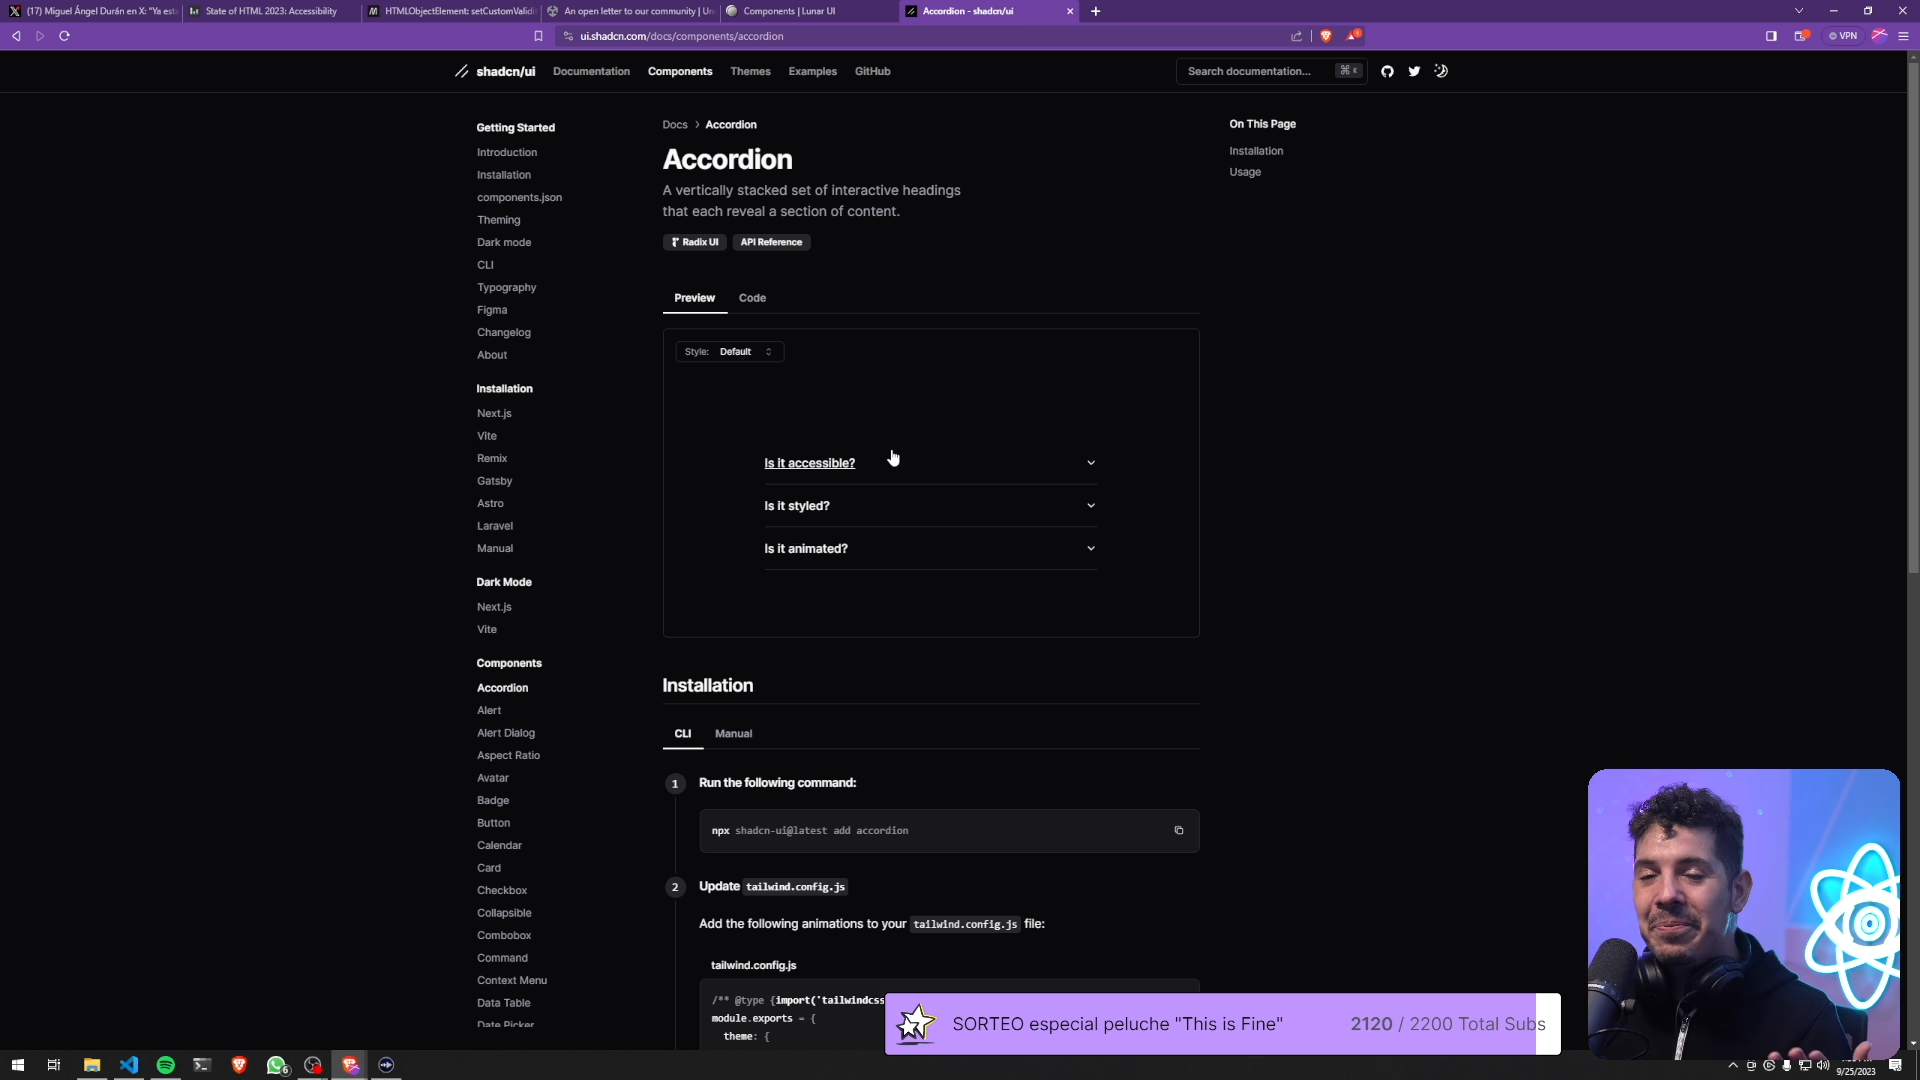 (17) Miguel Ángel Durán en X: "Ya est
State of HTML 2023: Accessibility
HTMLObjectElement: setCustomValidi
An open letter to our community | Un
Components | Lunar UI
Accordion - shadcn/ui
ui.shadcn.com/docs/components/accordion
VPN
shadcn/ui
Documentation
Components
Themes
Examples
GitHub
Search documentation...
⌘ K
Getting Started
Introduction
Installation
components.json
Theming
Dark mode
CLI
Typography
Figma
Changelog
About
Installation
Next.js
Vite
Remix
Gatsby
Astro
Laravel
Manual
Dark Mode
Next.js
Vite
Components
Accordion
Alert
Alert Dialog
Aspect Ratio
Avatar
Badge
Button
Calendar
Card
Checkbox
Collapsible
Combobox
Command
Context Menu
Data Table
Date Picker
Docs > Accordion
Accordion
A vertically stacked set of interactive headings
that each reveal a section of content.
Radix UI
API Reference
Preview
Code
Style: Default
Is it accessible?
Is it styled?
Is it animated?
Installation
CLI
Manual
1 Run the following command:
npx shadcn-ui@latest add accordion
2 Update tailwind.config.js
Add the following animations to your tailwind.config.js file:
tailwind.config.js
/** @type {import('tailwindcss
module.exports = {
theme: {
On This Page
Installation
Usage
SORTEO especial peluche "This is Fine"
2120 / 2200 Total Subs
6
9/25/2023